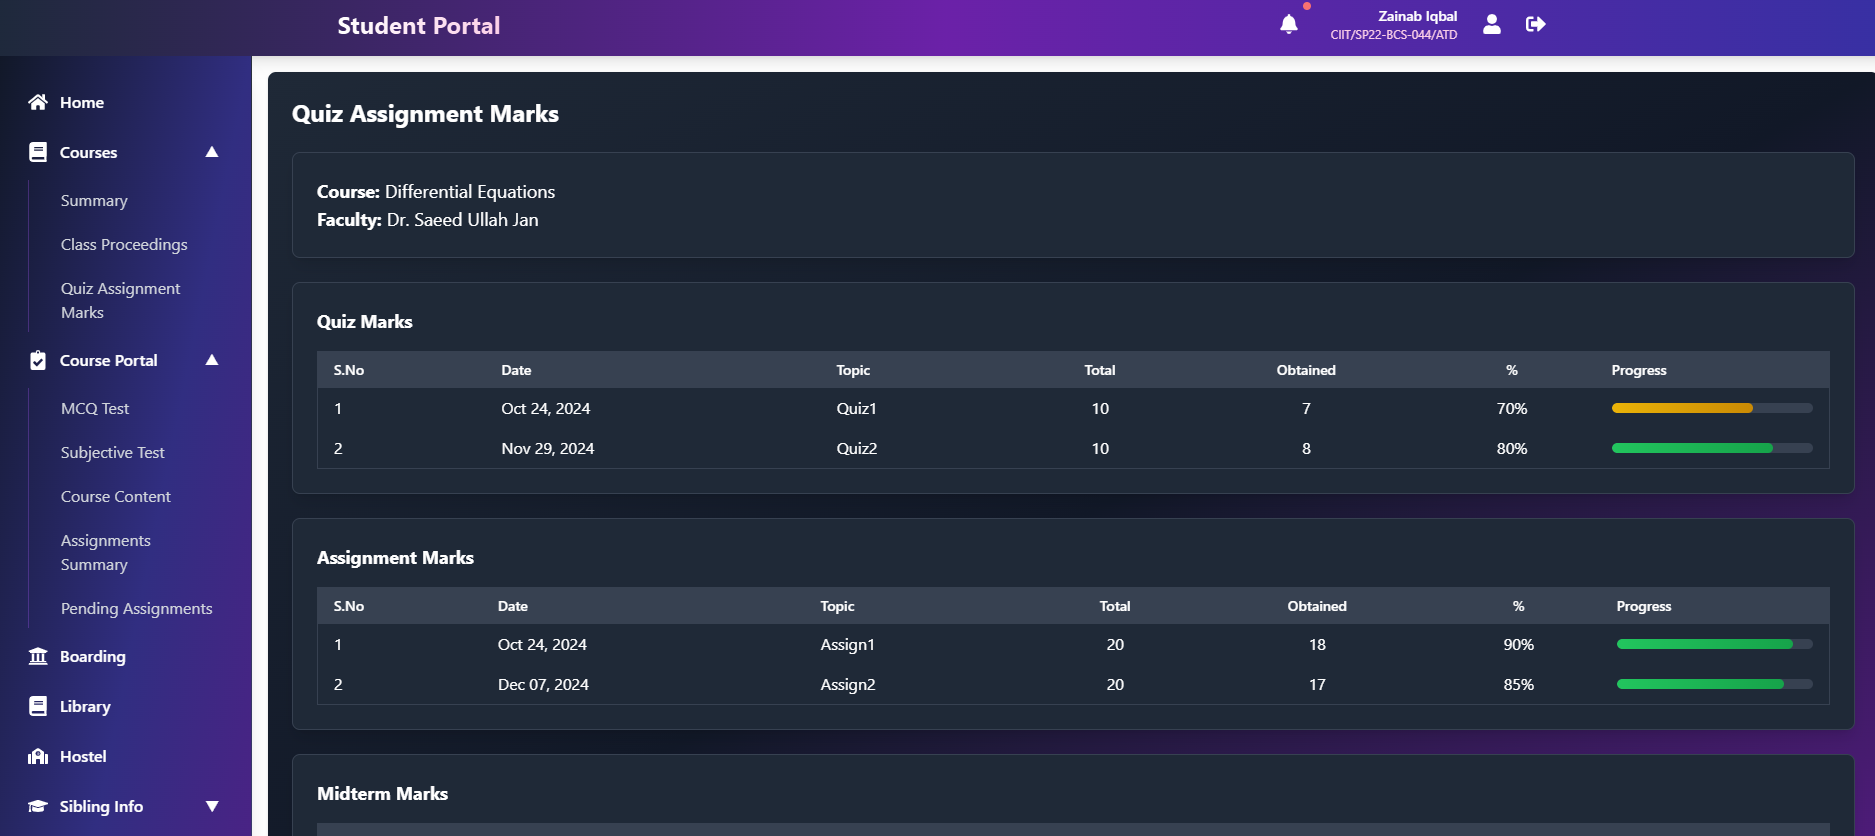 Student Portal
Zainab Iqbal
CIIT/SP22-BCS-044/ATD
Home
Courses
Summary
Class Proceedings
Quiz Assignment
Marks
Course Portal
MCQ Test
Subjective Test
Course Content
Assignments
Summary
Pending Assignments
Boarding
Library
Hostel
Sibling Info
Quiz Assignment Marks
Course: Differential Equations
Faculty: Dr. Saeed Ullah Jan
Quiz Marks
S.No Date Topic Total Obtained % Progress
1 Oct 24, 2024 Quiz1 10 7 70%
2 Nov 29, 2024 Quiz2 10 8 80%
Assignment Marks
S.No Date Topic Total Obtained % Progress
1 Oct 24, 2024 Assign1 20 18 90%
2 Dec 07, 2024 Assign2 20 17 85%
Midterm Marks